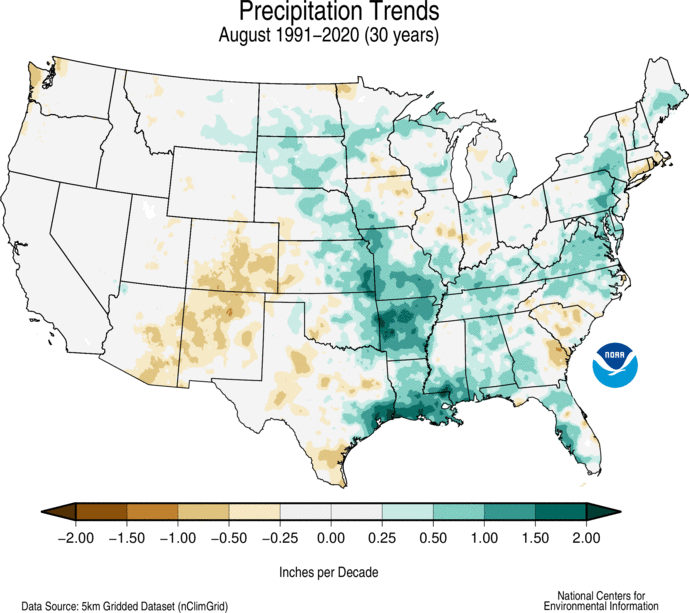 Precipitation Trends
August 1991–2020 (30 years)
NOAA
−2.00 −1.50 −1.00 −0.50 −0.25 0.00 0.25 0.50 1.00 1.50 2.00
Inches per Decade
Data Source: 5km Gridded Dataset (nClimGrid)
National Centers for
Environmental Information